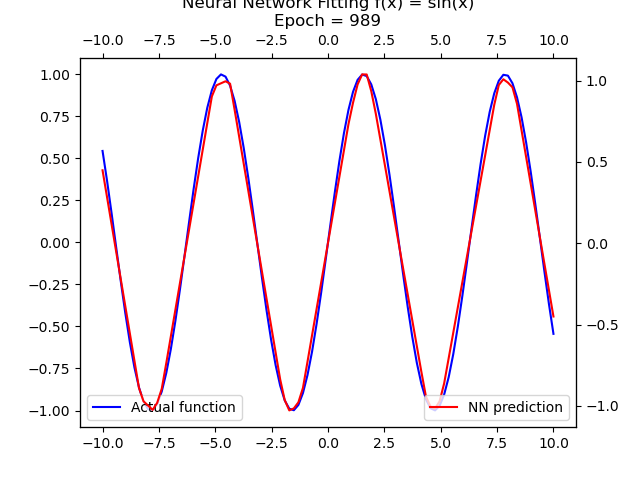 Neural Network Fitting f(x) = sin(x)
Epoch = 989
−10.0 −7.5 −5.0 −2.5 0.0 2.5 5.0 7.5 10.0
1.00
0.75
0.50
0.25
0.00
−0.25
−0.50
−0.75
−1.00
1.0
0.5
0.0
−0.5
−1.0
Actual function
NN prediction
−10.0 −7.5 −5.0 −2.5 0.0 2.5 5.0 7.5 10.0